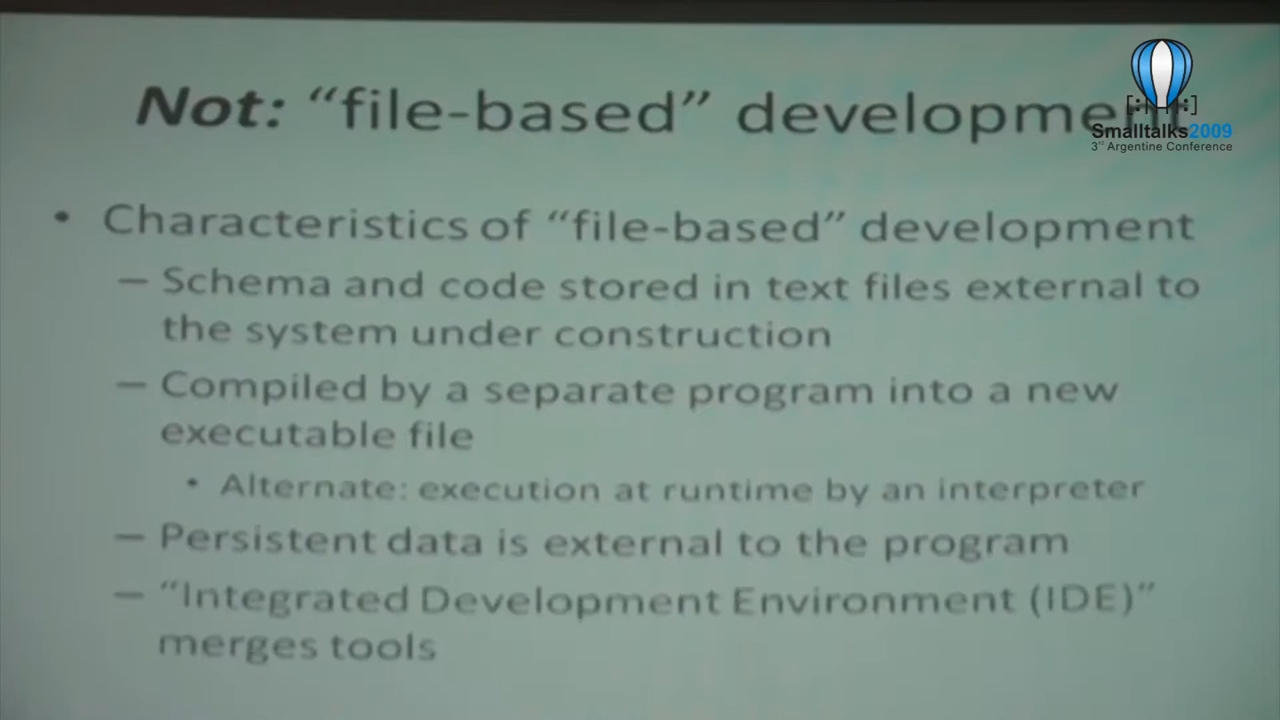 Not: “file-based” development
[:••:]
Smalltalks2009
3rd Argentine Conference
• Characteristics of “file-based” development
– Schema and code stored in text files external to
the system under construction
– Compiled by a separate program into a new
executable file
• Alternate: execution at runtime by an interpreter
– Persistent data is external to the program
– “Integrated Development Environment (IDE)”
merges tools